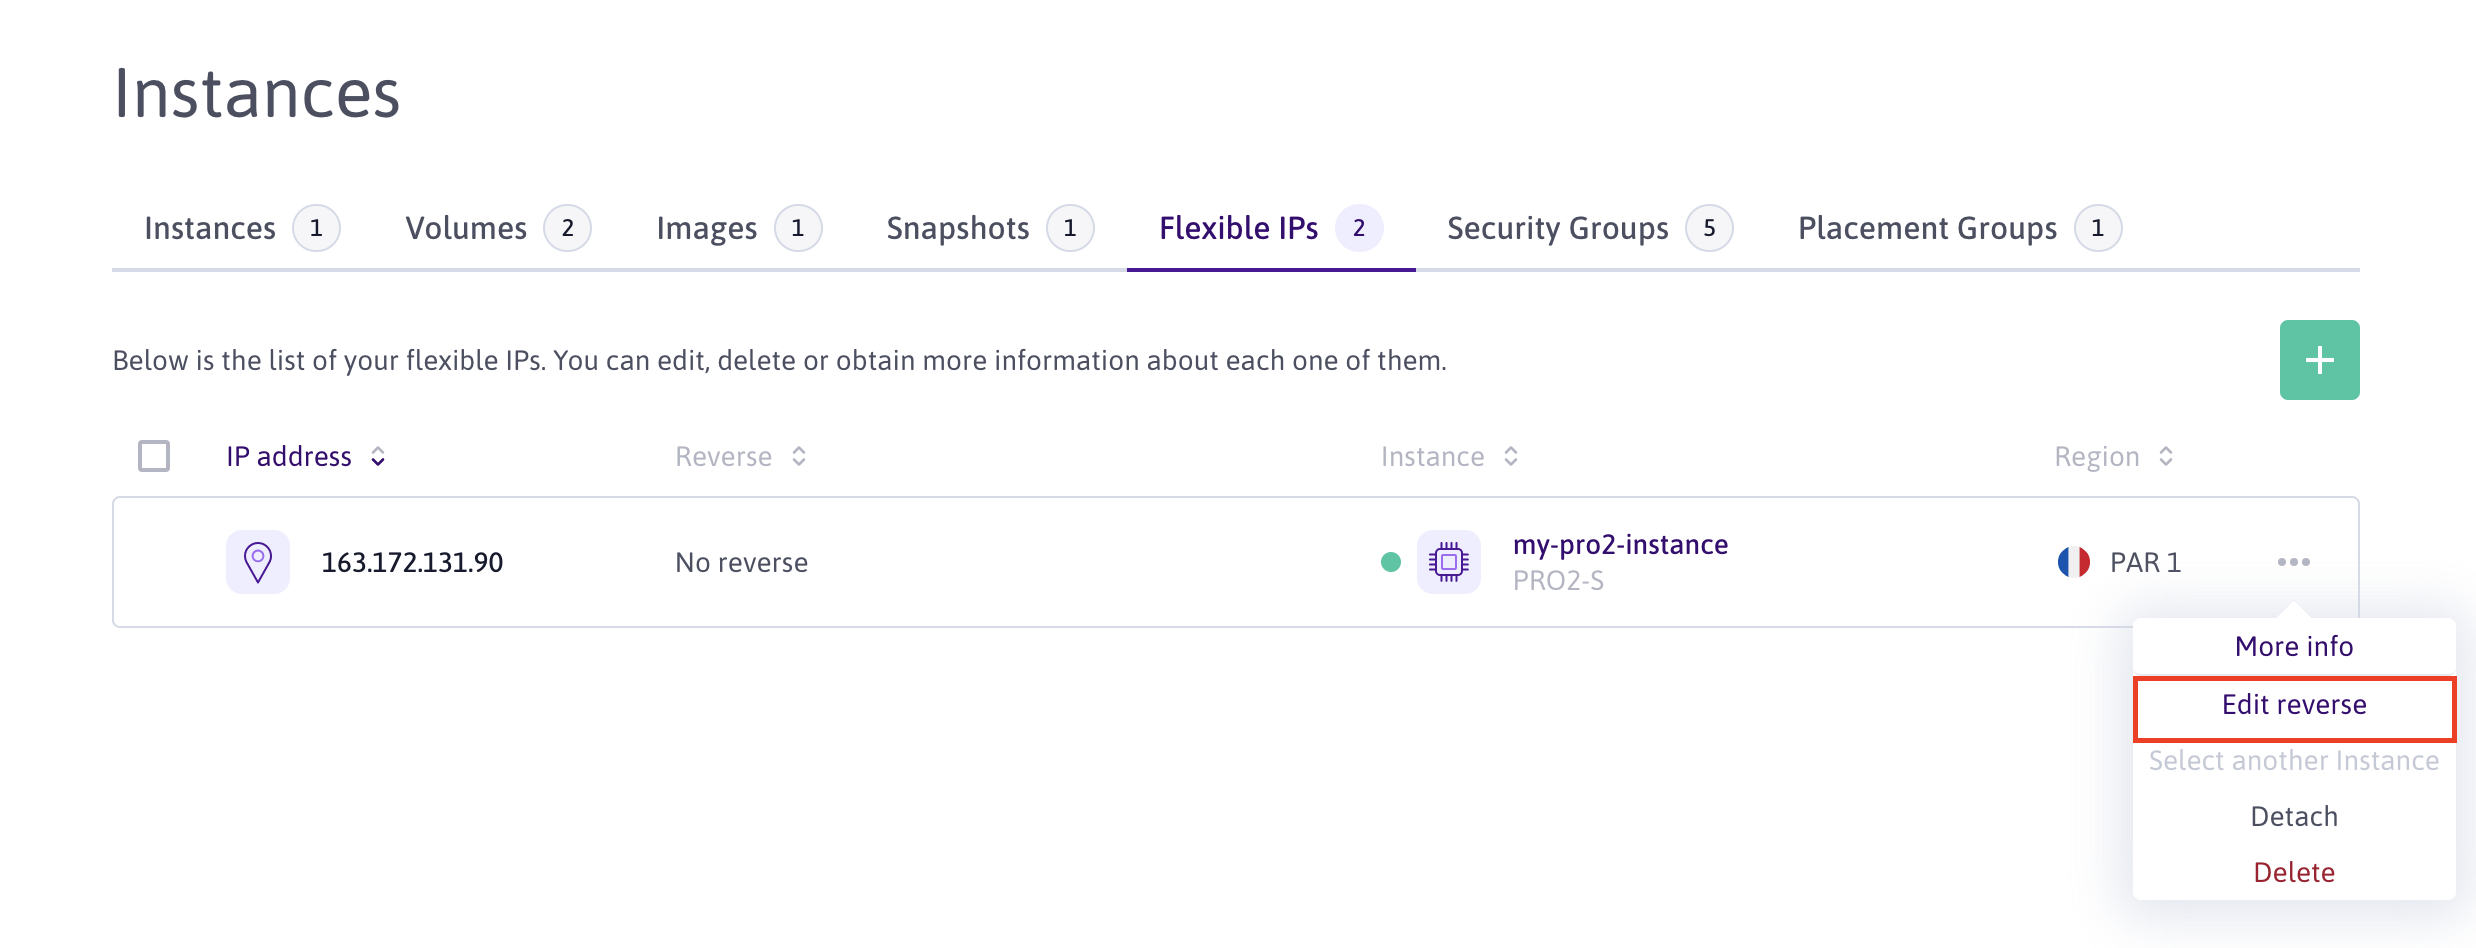 Instances
Instances 1 Volumes 2 Images 1 Snapshots 1 Flexible IPs 2 Security Groups 5 Placement Groups 1
Below is the list of your flexible IPs. You can edit, delete or obtain more information about each one of them.
IP address Reverse Instance Region
163.172.131.90 No reverse my-pro2-instance PAR 1
PRO2-S
More info
Edit reverse
Select another Instance
Detach
Delete